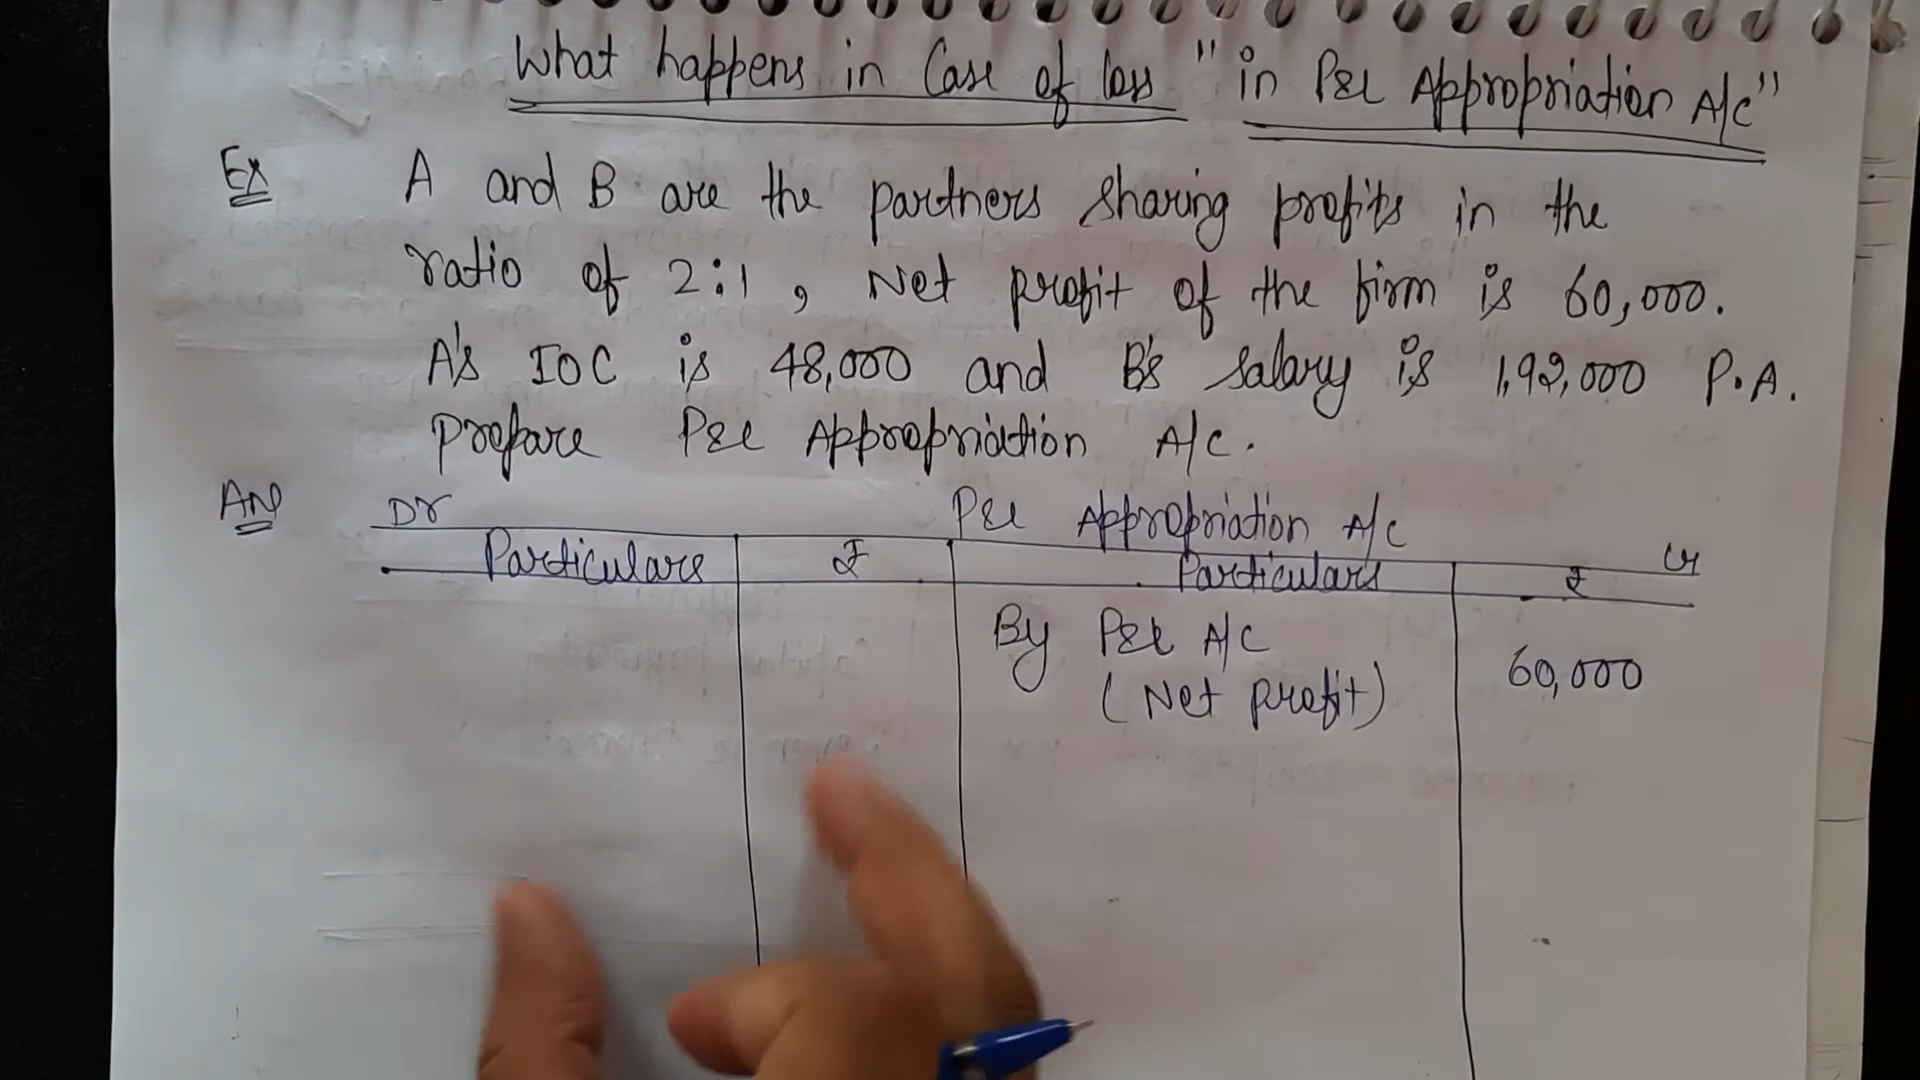 What happens in Case of loss "in P&L Appropriation A/c"
Ex A and B are the partners sharing profits in the
ratio of 2:1, Net profit of the firm is 60,000.
A's IOC is 48,000 and B's salary is 1,92,000 P.A.
prepare P&L Appropriation A/C.
Ans Dr P&L Appropriation A/C Cr
Particulars ₹ Particulars ₹
By P&L A/C
(Net profit) 60,000